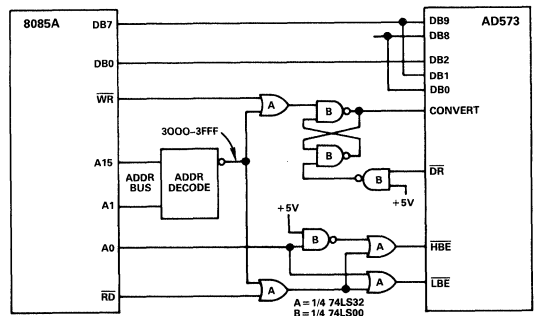 8085A
DB7
DB9
AD573
DB8
DB0
DB2
DB1
DB0
WR
A
B
CONVERT
3000–3FFF
B
A15
ADDR BUS
ADDR DECODE
B
DR
+5V
A1
+5V
A0
B
A
HBE
A
A
LBE
RD
A = 1/4 74LS32
B = 1/4 74LS00